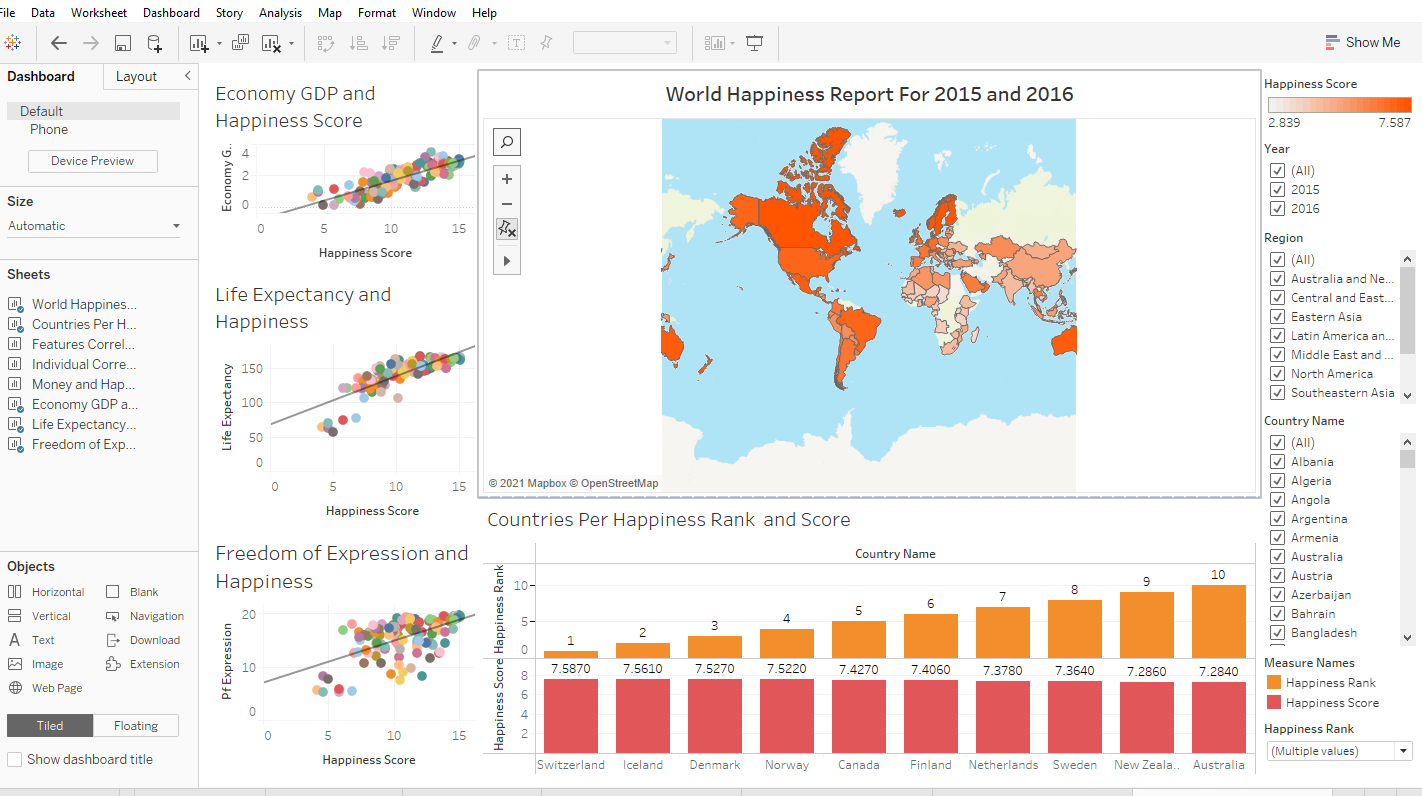 File Data Worksheet Dashboard Story Analysis Map Format Window Help
Show Me
Dashboard Layout
Default
Phone
Device Preview
Size
Automatic
Sheets
World Happines...
Countries Per H...
Features Correl...
Individual Corre...
Money and Hap...
Economy GDP a...
Life Expectancy...
Freedom of Exp...
Objects
Horizontal Blank
Vertical Navigation
A Text Download
Image Extension
Web Page
Tiled Floating
Show dashboard title
Economy GDP and
Happiness Score
Economy G..
4
2
0
0 5 10 15
Happiness Score
Life Expectancy and
Happiness
Life Expectancy
150
100
50
0
0 5 10 15
Happiness Score
Freedom of Expression and
Happiness
Pf Expression
20
10
0
0 5 10 15
Happiness Score
World Happiness Report For 2015 and 2016
© 2021 Mapbox © OpenStreetMap
Countries Per Happiness Rank and Score
Country Name
Happiness Rank
10
5
0
1 2 3 4 5 6 7 8 9 10
Happiness Score
8
6
4
2
7.5870 7.5610 7.5270 7.5220 7.4270 7.4060 7.3780 7.3640 7.2860 7.2840
Switzerland Iceland Denmark Norway Canada Finland Netherlands Sweden New Zeala.. Australia
Happiness Score
2.839 7.587
Year
(All)
2015
2016
Region
(All)
Australia and Ne...
Central and East...
Eastern Asia
Latin America an...
Middle East and ...
North America
Southeastern Asia
Country Name
(All)
Albania
Algeria
Angola
Argentina
Armenia
Australia
Austria
Azerbaijan
Bahrain
Bangladesh
Measure Names
Happiness Rank
Happiness Score
Happiness Rank
(Multiple values)